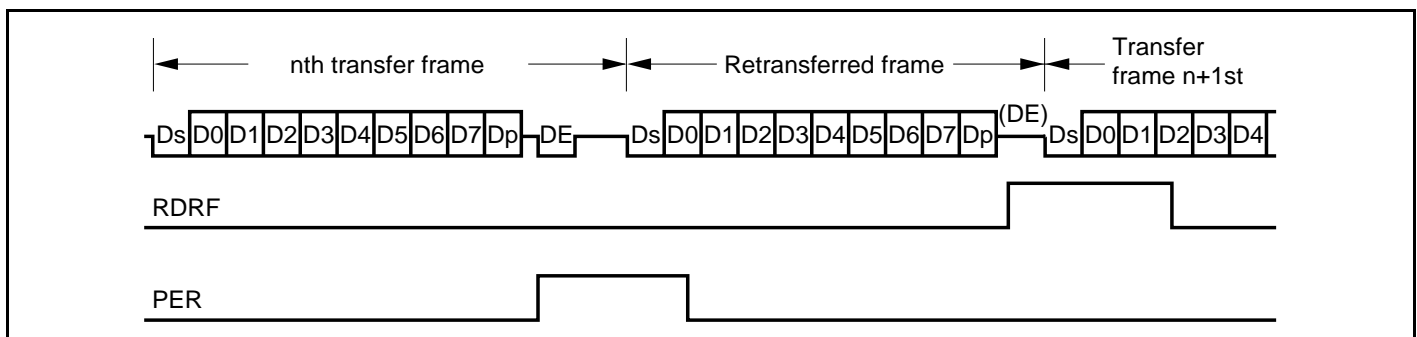 nth transfer frame
Retransferred frame
Transfer
frame n+1st
(DE)
Ds D0 D1 D2 D3 D4 D5 D6 D7 Dp DE Ds D0 D1 D2 D3 D4 D5 D6 D7 Dp Ds D0 D1 D2 D3 D4
RDRF
PER